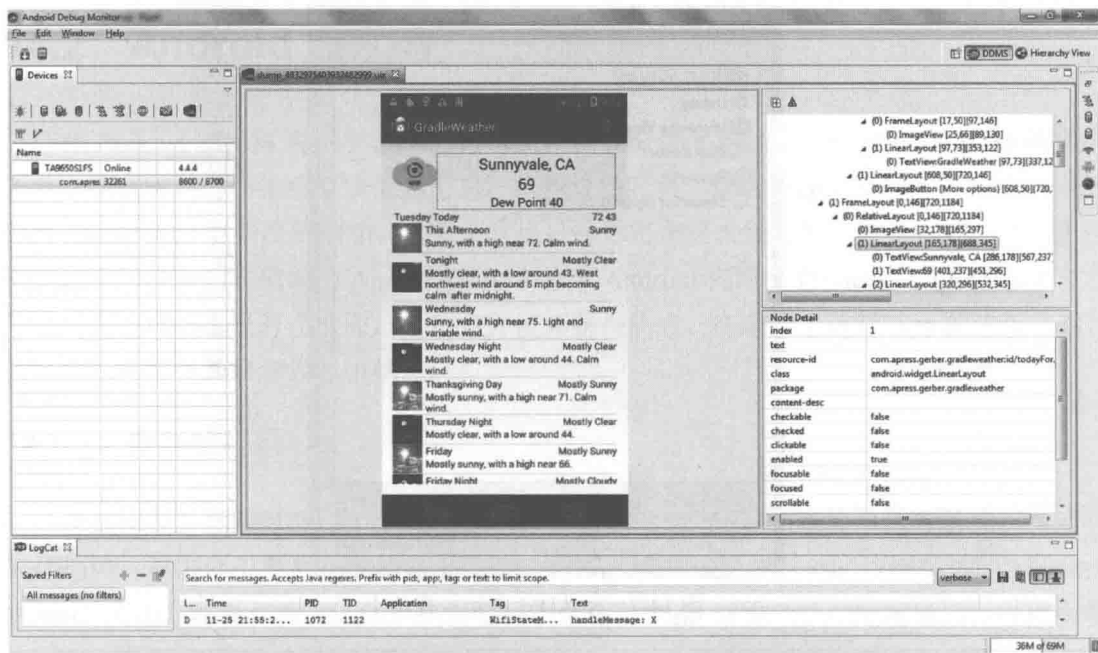 Android Debug Monitor
File Edit Window Help
DDMS Hierarchy View
Devices
Name
TA9650S1FS Online 4.4.4
com.apres 32261 8600 / 8700
GradleWeather
Sunnyvale, CA
69
Dew Point 40
Tuesday Today 72 43
This Afternoon Sunny
Sunny, with a high near 72. Calm wind.
Tonight Mostly Clear
Mostly clear, with a low around 43. West
northwest wind around 5 mph becoming
calm after midnight.
Wednesday Sunny
Sunny, with a high near 75. Light and
variable wind.
Wednesday Night Mostly Clear
Mostly clear, with a low around 44. Calm
wind.
Thanksgiving Day Mostly Sunny
Mostly sunny, with a high near 71. Calm
wind.
Thursday Night Mostly Clear
Mostly clear, with a low around 44.
Friday Mostly Sunny
Mostly sunny, with a high near 66.
Friday Night Mostly Cloudy
(0) FrameLayout [17,50][97,146]
(0) ImageView [25,66][89,130]
(1) LinearLayout [97,73][353,122]
(0) TextView:GradleWeather [97,73][337,12
(1) LinearLayout [608,50][720,146]
(0) ImageButton {More options} [608,50][720,
(1) FrameLayout [0,146][720,1184]
(0) RelativeLayout [0,146][720,1184]
(0) ImageView [32,178][165,297]
(1) LinearLayout [165,178][688,345]
(0) TextView:Sunnyvale, CA [286,178][567,237]
(1) TextView:69 [401,237][451,296]
(2) LinearLayout [320,296][532,345]
Node Detail
index 1
text
resource-id com.apress.gerber.gradleweather:id/todayFor
class android.widget.LinearLayout
package com.apress.gerber.gradleweather
content-desc
checkable false
checked false
clickable false
enabled true
focusable false
focused false
scrollable false
LogCat
Saved Filters
All messages (no filters)
Search for messages. Accepts Java regexes. Prefix with pid:, app:, tag: or text: to limit scope.
verbose
L... Time PID TID Application Tag Text
D 11-25 21:55:2... 1072 1122 WifiStateM... handleMessage: X
36M of 69M